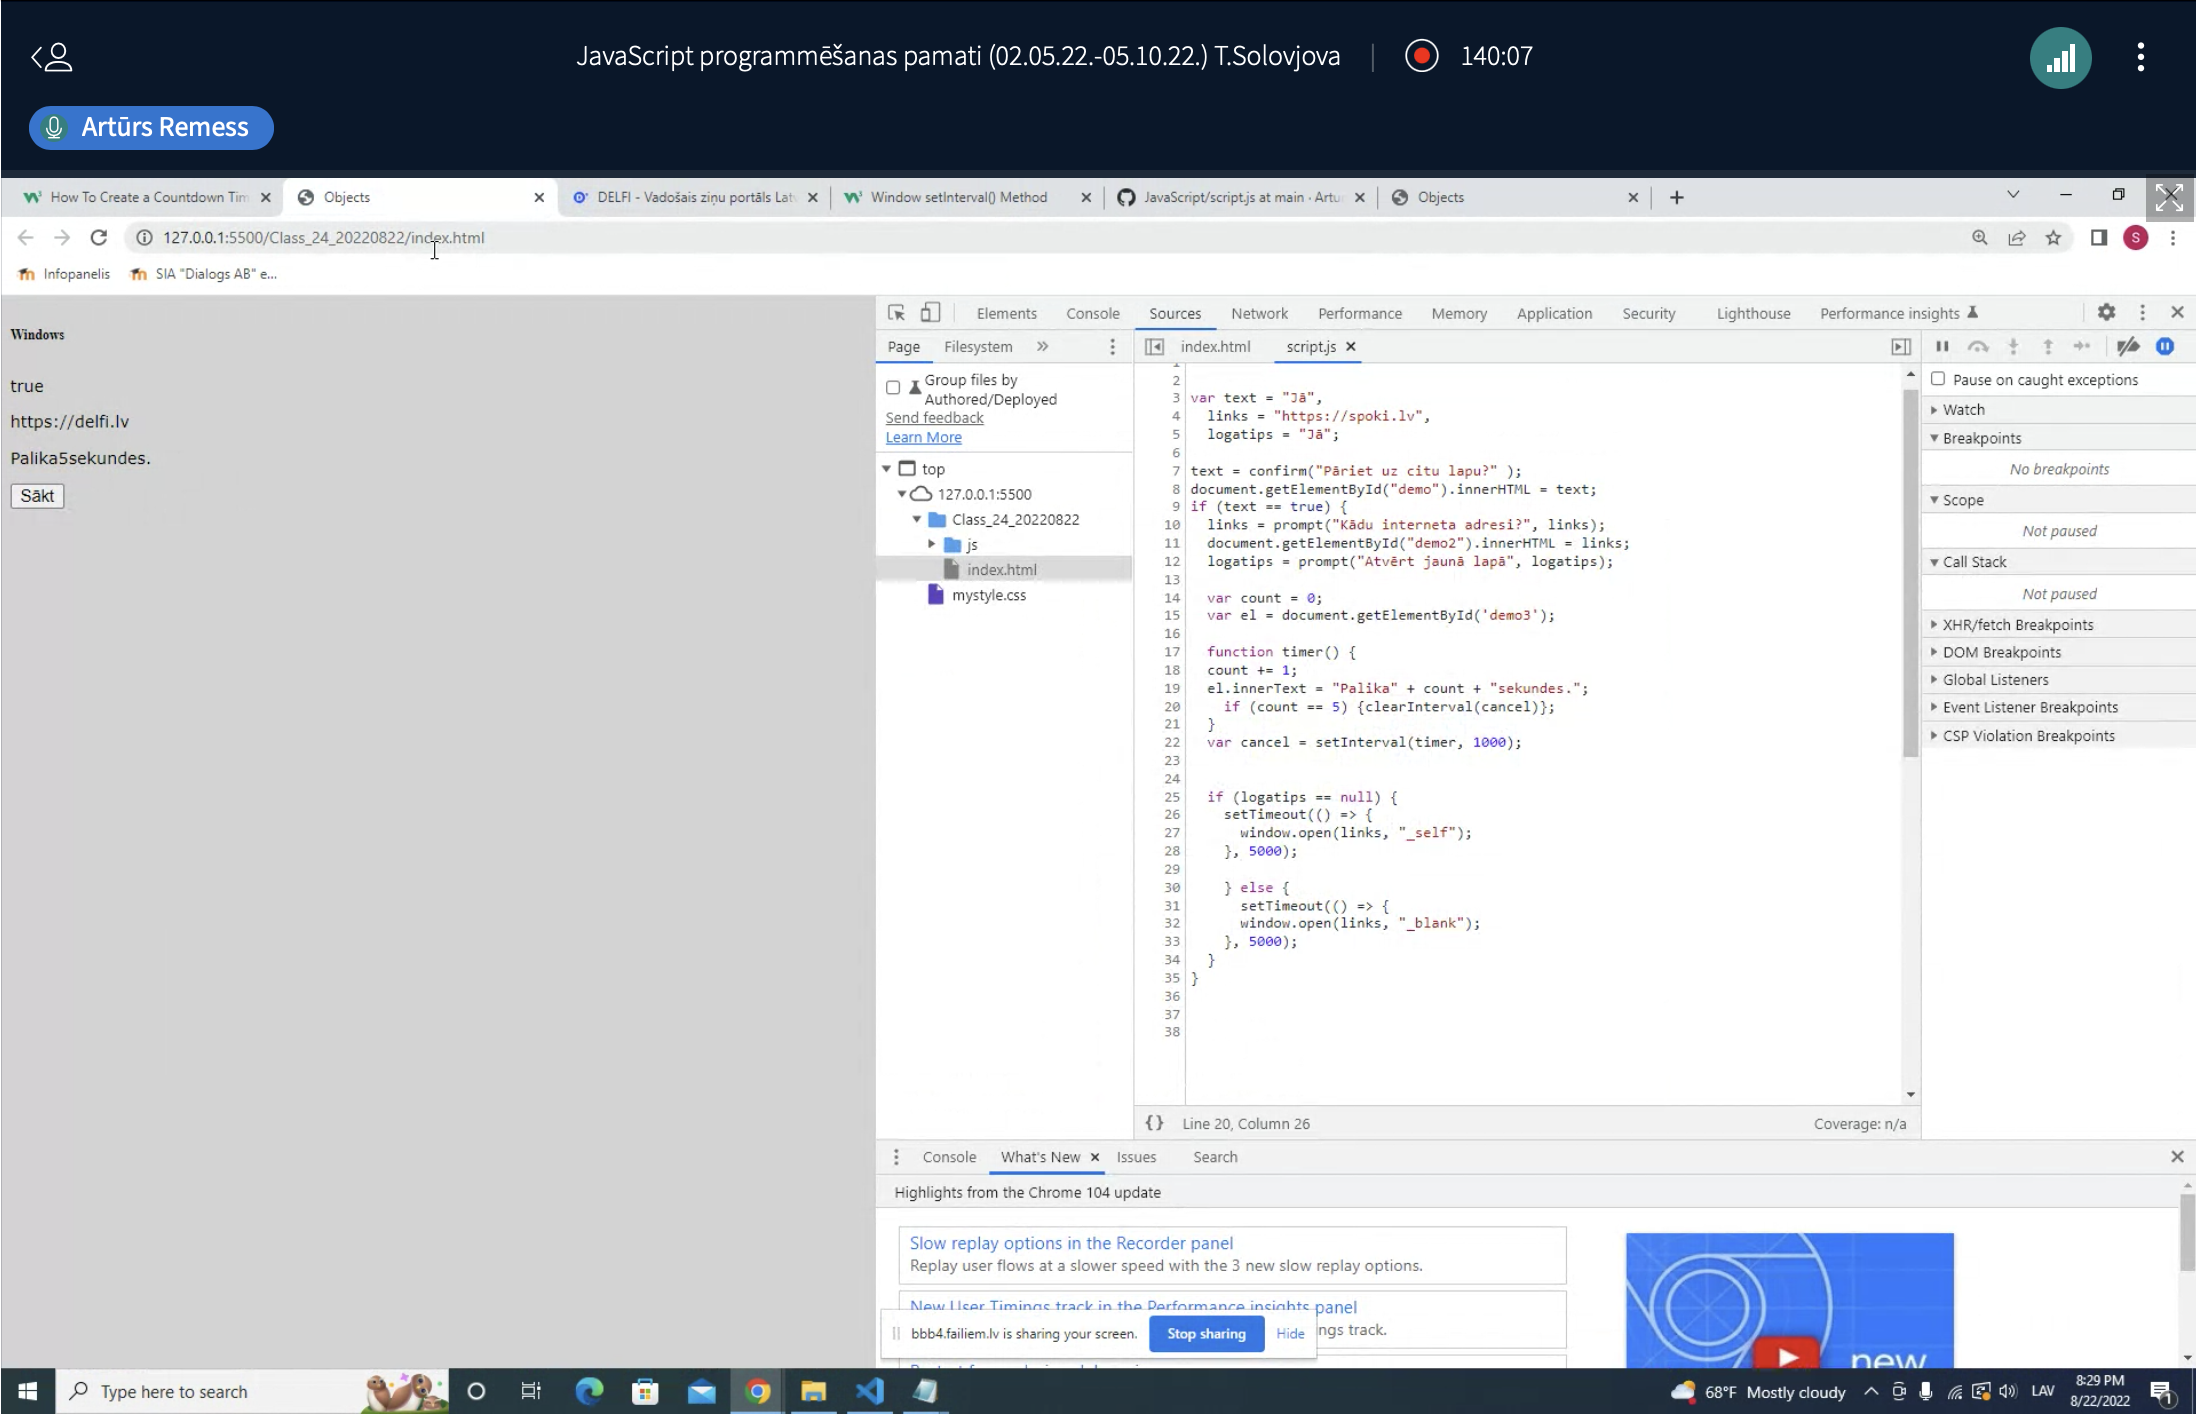 JavaScript programmēšanas pamati (02.05.22.-05.10.22.) T.Solovjova
140:07
Artūrs Remess
How To Create a Countdown Tim
Objects
DELFI - Vadošais ziņu portāls Lat
Window setInterval() Method
JavaScript/script.js at main · Artu
Objects
127.0.0.1:5500/Class_24_20220822/index.html
S
Infopanelis
SIA "Dialogs AB" e...
Windows
true
https://delfi.lv
Palika5sekundes.
Sākt
Elements
Console
Sources
Network
Performance
Memory
Application
Security
Lighthouse
Performance insights
Page
Filesystem
Group files by
Authored/Deployed
Send feedback
Learn More
top
127.0.0.1:5500
Class_24_20220822
js
index.html
mystyle.css
index.html
script.js
2
3 var text = "Jā",
4 links = "https://spoki.lv",
5 logatips = "Jā";
6
7 text = confirm("Pāriet uz citu lapu?" );
8 document.getElementById("demo").innerHTML = text;
9 if (text == true) {
10 links = prompt("Kādu interneta adresi?", links);
11 document.getElementById("demo2").innerHTML = links;
12 logatips = prompt("Atvērt jaunā lapā", logatips);
13
14 var count = 0;
15 var el = document.getElementById('demo3');
16
17 function timer() {
18 count += 1;
19 el.innerText = "Palika" + count + "sekundes.";
20 if (count == 5) {clearInterval(cancel)};
21 }
22 var cancel = setInterval(timer, 1000);
23
24
25 if (logatips == null) {
26 setTimeout(() => {
27 window.open(links, "_self");
28 }, 5000);
29
30 } else {
31 setTimeout(() => {
32 window.open(links, "_blank");
33 }, 5000);
34 }
35 }
36
37
38
{} Line 20, Column 26
Coverage: n/a
Pause on caught exceptions
Watch
Breakpoints
No breakpoints
Scope
Not paused
Call Stack
Not paused
XHR/fetch Breakpoints
DOM Breakpoints
Global Listeners
Event Listener Breakpoints
CSP Violation Breakpoints
Console
What's New
Issues
Search
Highlights from the Chrome 104 update
Slow replay options in the Recorder panel
Replay user flows at a slower speed with the 3 new slow replay options.
New User Timings track in the Performance insights panel
ngs track.
bbb4.failiem.lv is sharing your screen.
Stop sharing
Hide
new
Type here to search
68°F Mostly cloudy
LAV
8:29 PM
8/22/2022
1